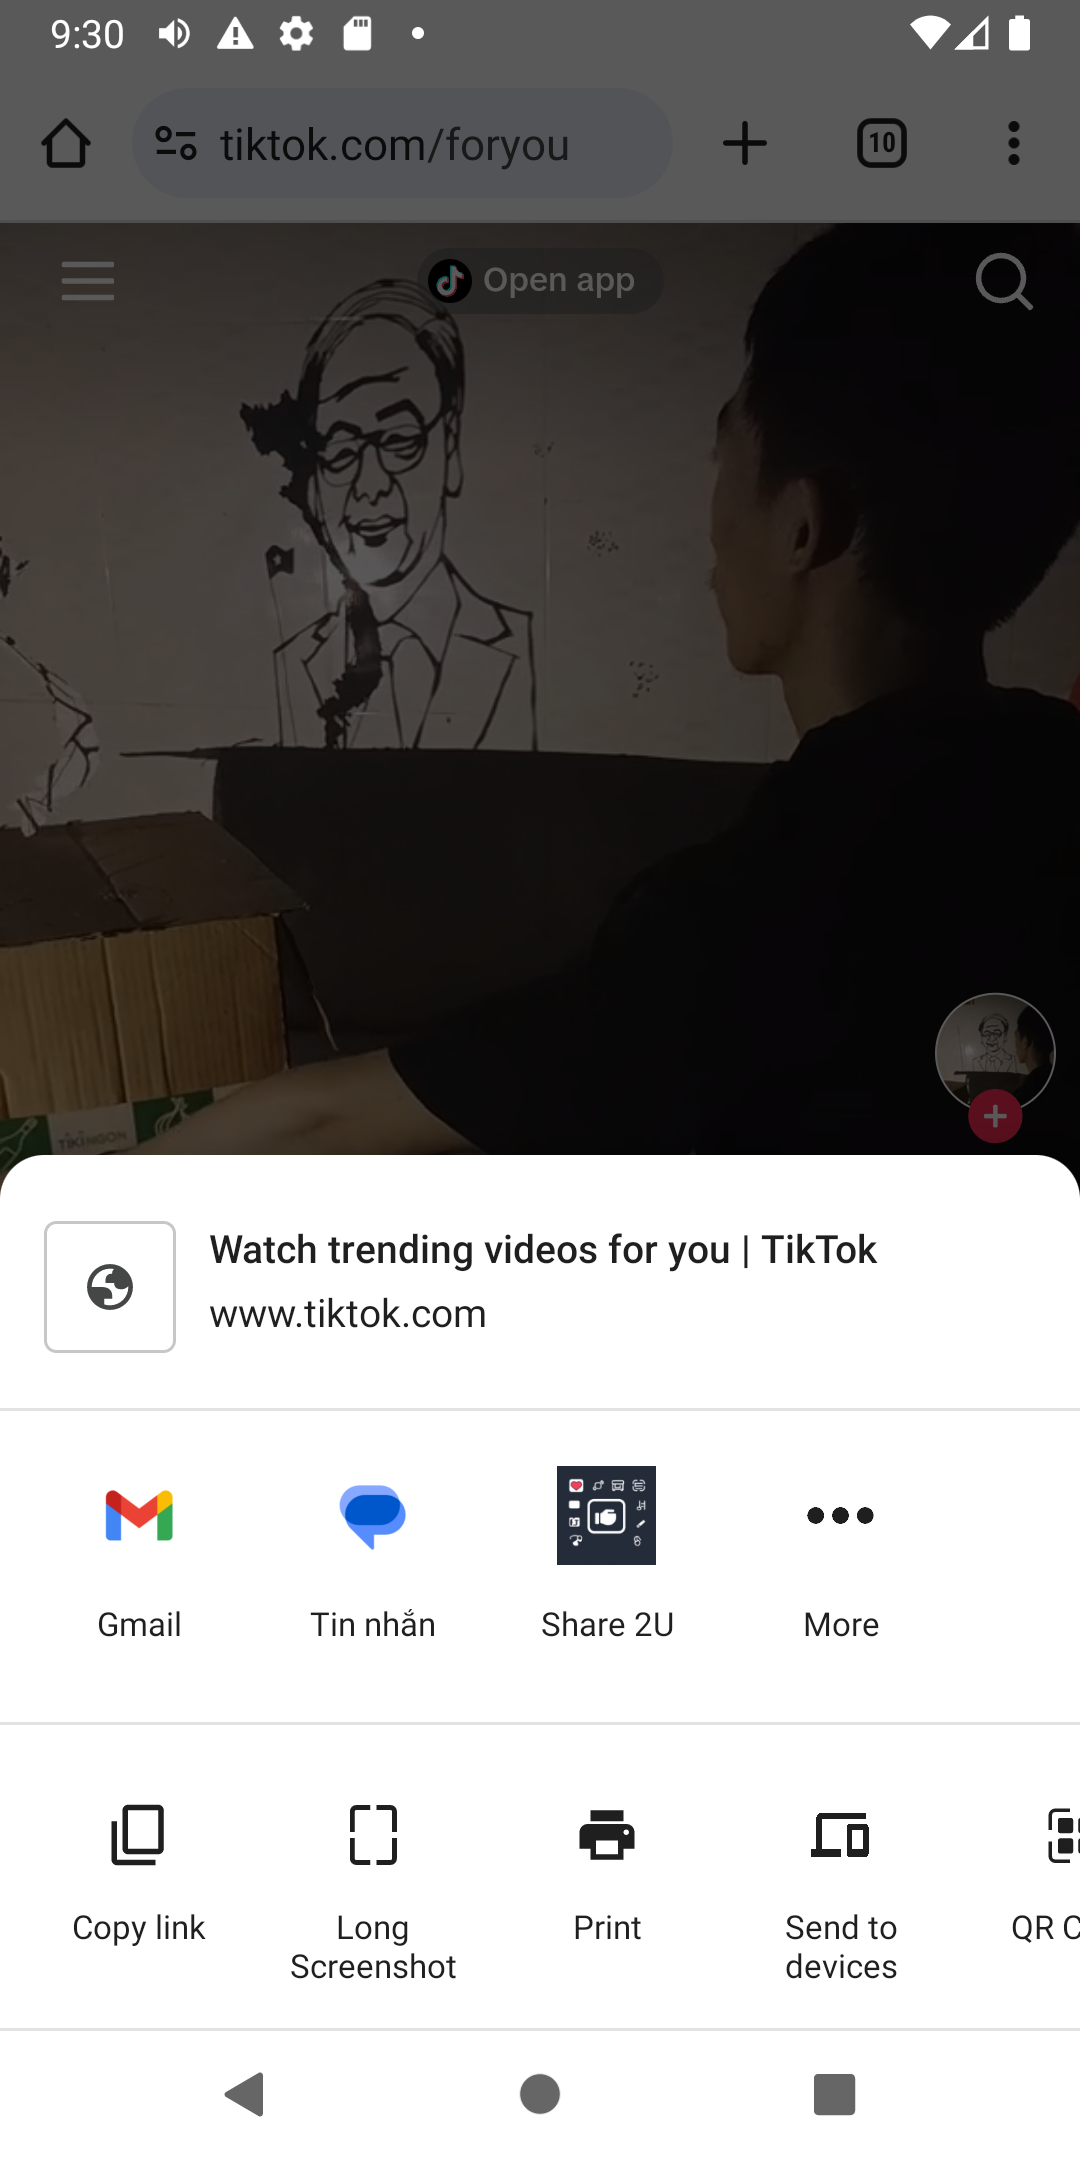 9:30
tiktok.com/foryou
10
Open app
TIKINGON
Watch trending videos for you | TikTok
www.tiktok.com
Gmail
Tin nhắn
Share 2U
More
Copy link
Long
Screenshot
Print
Send to
devices
QR C